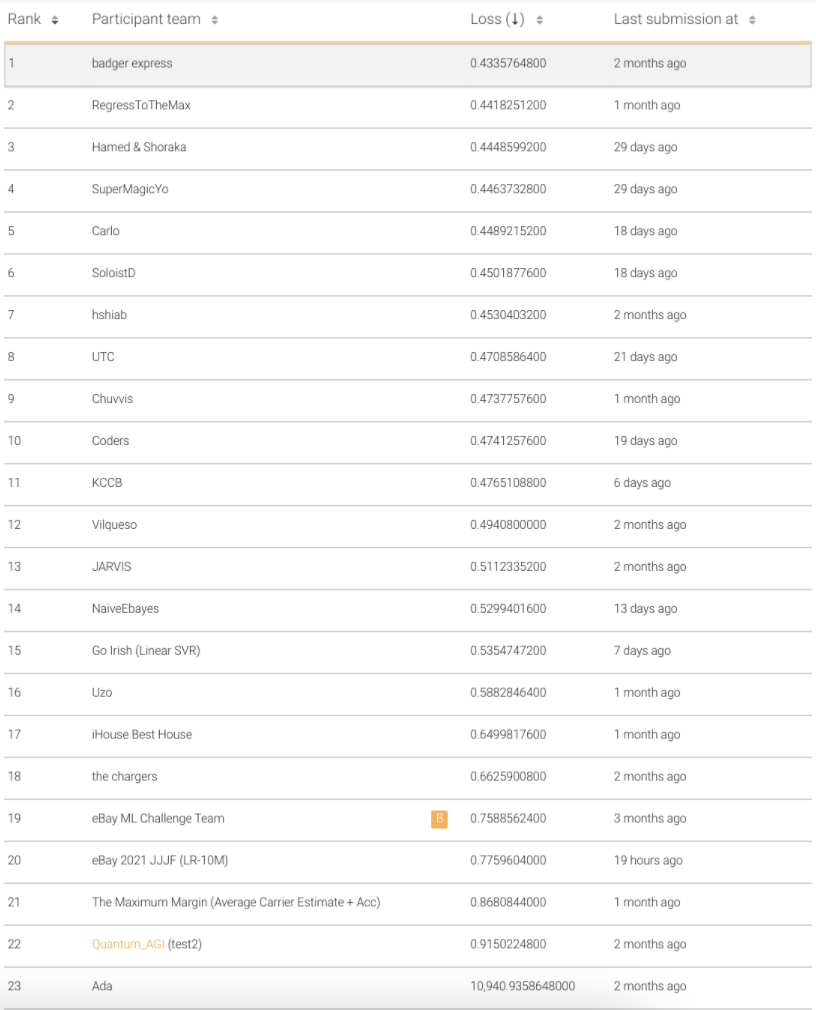 Rank Participant team Loss (↓) Last submission at
1 badger express 0.4335764800 2 months ago
2 RegressToTheMax 0.4418251200 1 month ago
3 Hamed & Shoraka 0.4448599200 29 days ago
4 SuperMagicYo 0.4463732800 29 days ago
5 Carlo 0.4489215200 18 days ago
6 SoloistD 0.4501877600 18 days ago
7 hshiab 0.4530403200 2 months ago
8 UTC 0.4708586400 21 days ago
9 Chuvvis 0.4737757600 1 month ago
10 Coders 0.4741257600 19 days ago
11 KCCB 0.4765108800 6 days ago
12 Vilqueso 0.4940800000 2 months ago
13 JARVIS 0.5112335200 2 months ago
14 NaiveEbayes 0.5299401600 13 days ago
15 Go Irish (Linear SVR) 0.5354747200 7 days ago
16 Uzo 0.5882846400 1 month ago
17 iHouse Best House 0.6499817600 1 month ago
18 the chargers 0.6625900800 2 months ago
19 eBay ML Challenge Team B 0.7588562400 3 months ago
20 eBay 2021 JJJF (LR-10M) 0.7759604000 19 hours ago
21 The Maximum Margin (Average Carrier Estimate + Acc) 0.8680844000 1 month ago
22 Quantum_AGI (test2) 0.9150224800 2 months ago
23 Ada 10,940.9358648000 2 months ago